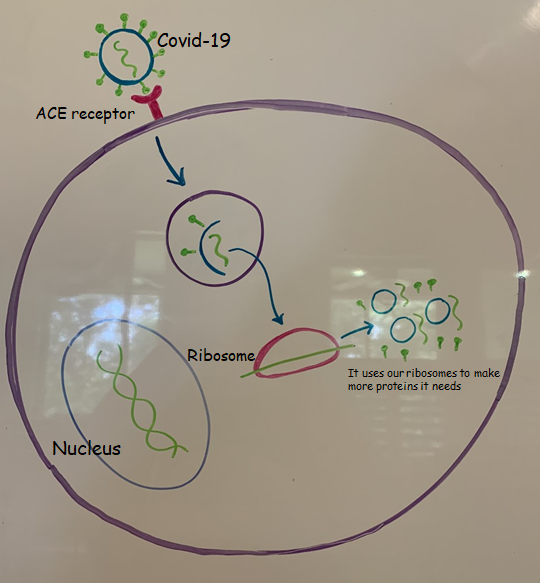 Covid-19
ACE receptor
Ribosome
It uses our ribosomes to make
more proteins it needs
Nucleus